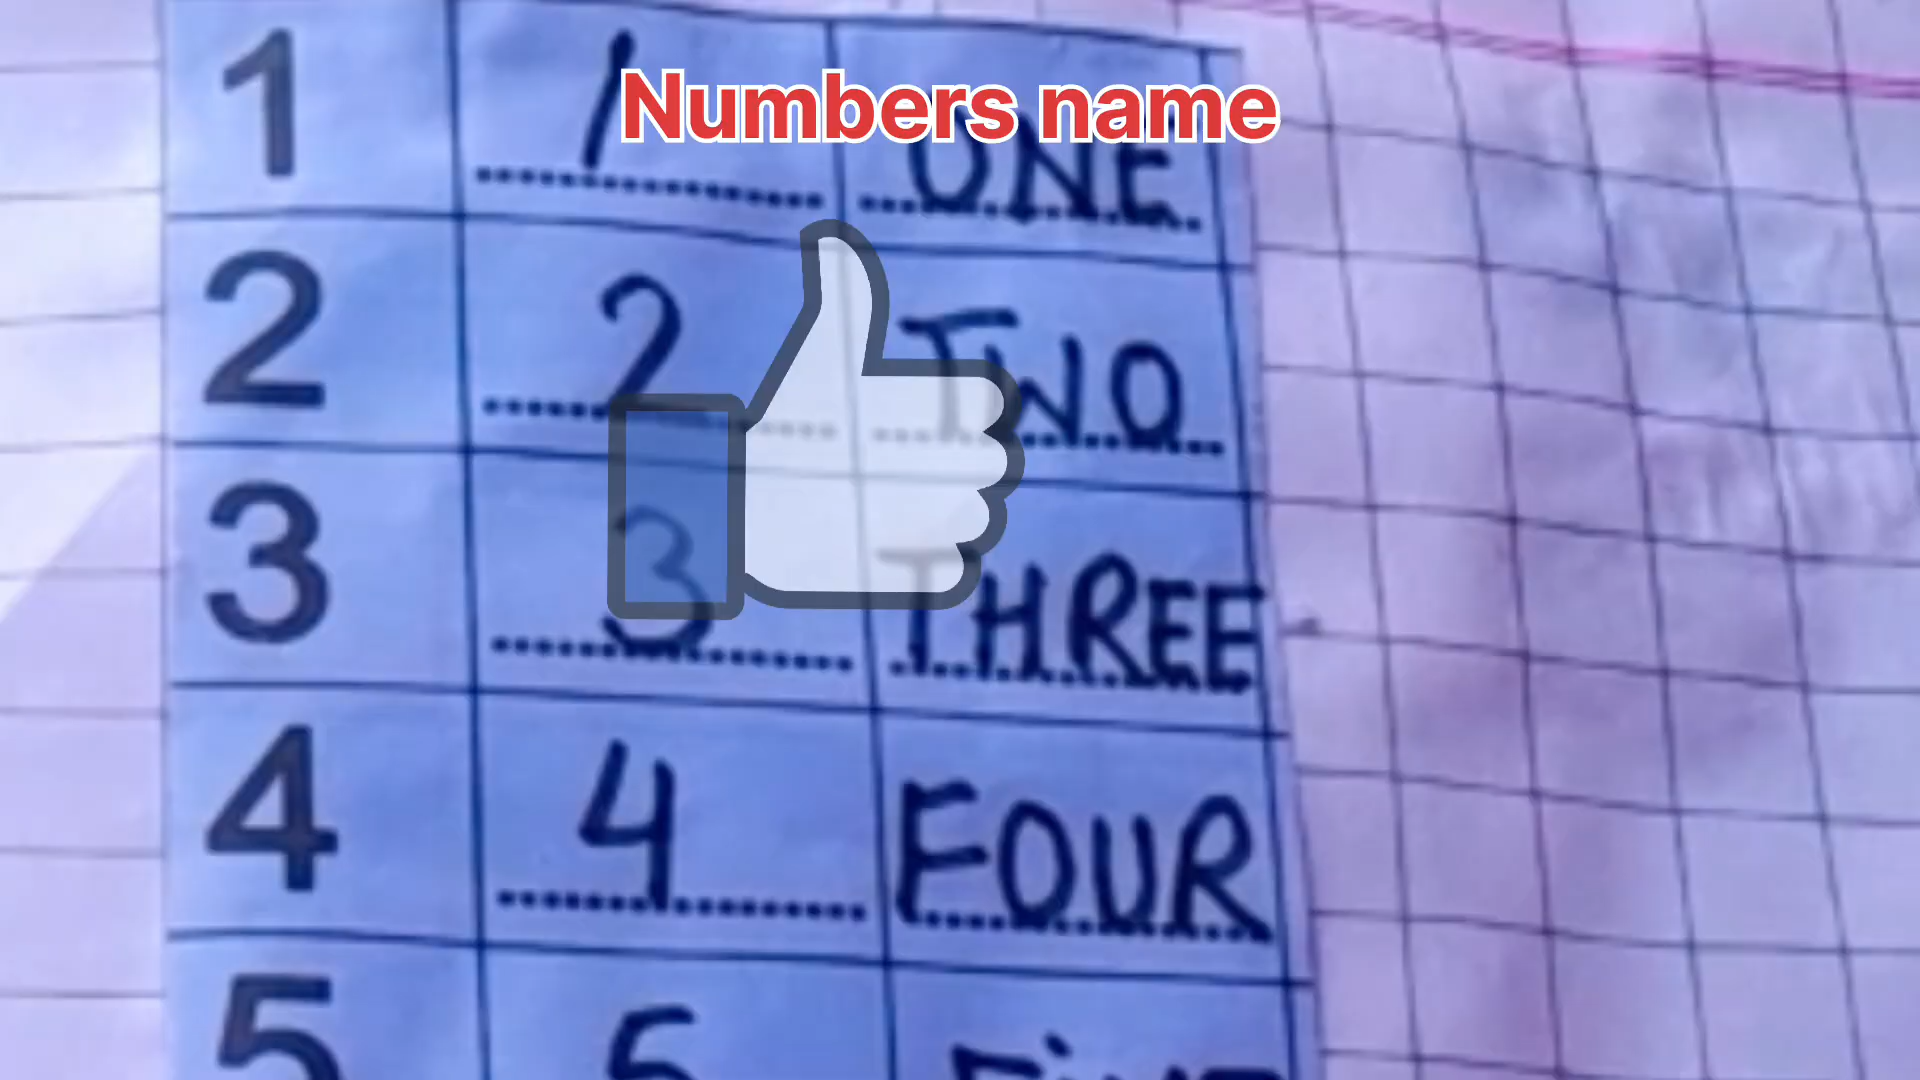 Numbers name
1 1 ONE
2 2 TWO
3 3 THREE
4 4 FOUR
5 5